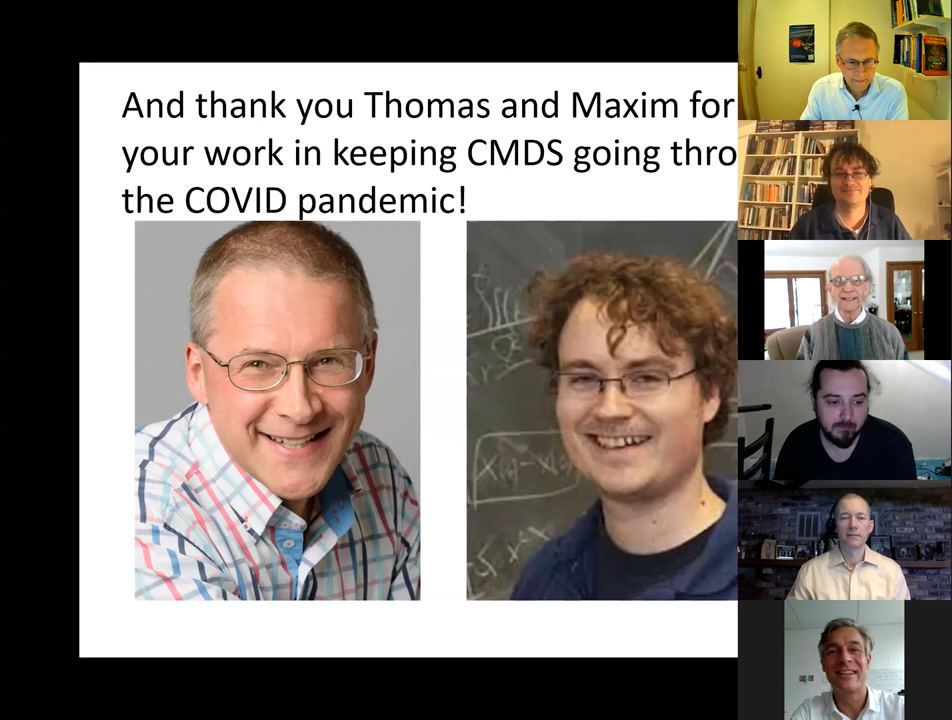 And thank you Thomas and Maxim for
your work in keeping CMDS going thro
the COVID pandemic!